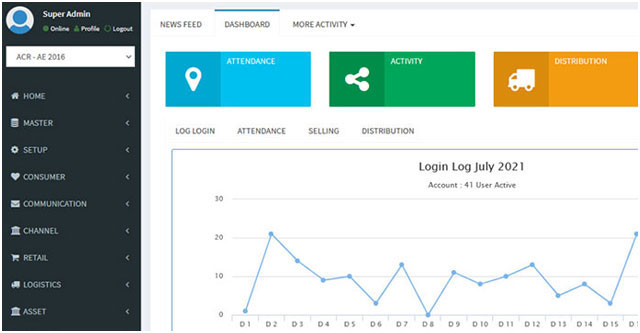 Super Admin
Online Profile Logout
ACR - AE 2016
HOME
MASTER
SETUP
CONSUMER
COMMUNICATION
CHANNEL
RETAIL
LOGISTICS
ASSET
NEWS FEED DASHBOARD MORE ACTIVITY
ATTENDANCE ACTIVITY DISTRIBUTION
LOG LOGIN ATTENDANCE SELLING DISTRIBUTION
Login Log July 2021
Account : 41 User Active
30
20
10
0
D 1 D 2 D 3 D 4 D 5 D 6 D 7 D 8 D 9 D 10 D 11 D 12 D 13 D 14 D 15 D